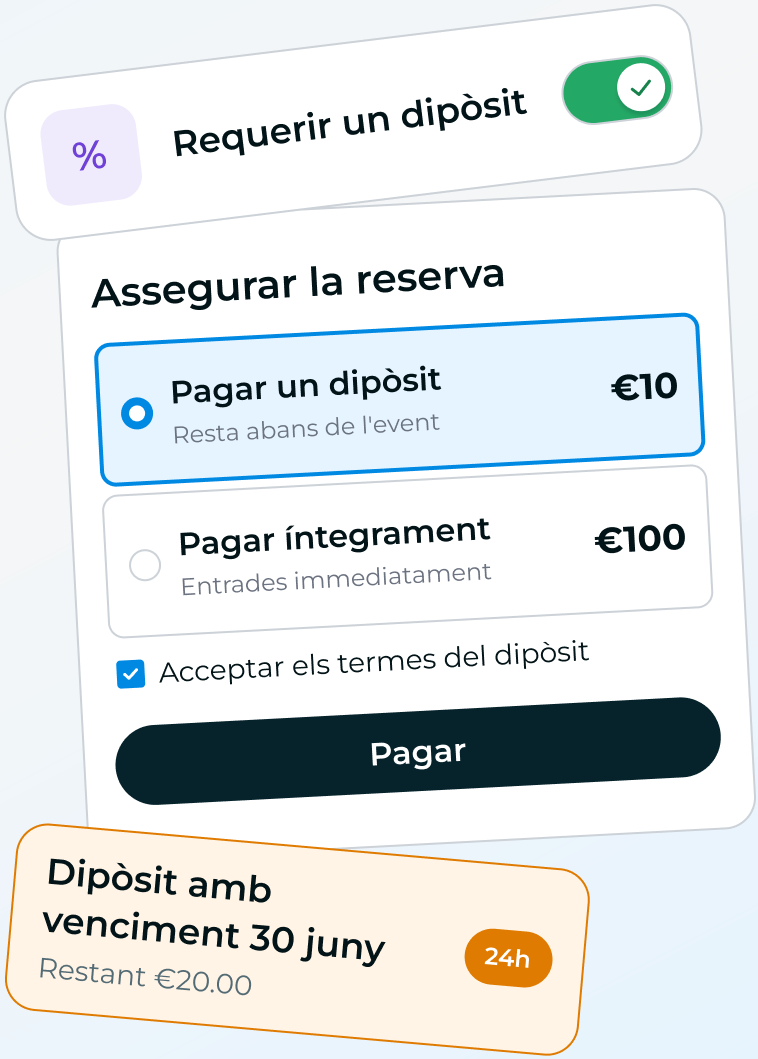 %
Requerir un dipòsit
Assegurar la reserva
Pagar un dipòsit
€10
Resta abans de l'event
Pagar íntegrament
€100
Entrades immediatament
Acceptar els termes del dipòsit
Pagar
Dipòsit amb
venciment 30 juny
24h
Restant €20.00